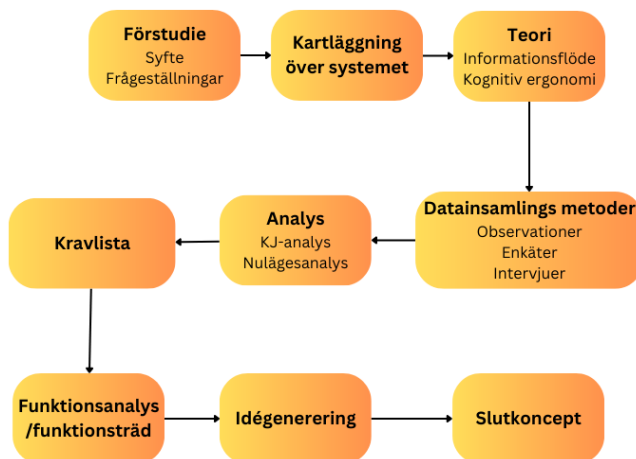 Förstudie
Syfte
Frågeställningar
Kartläggning
över systemet
Teori
Informationsflöde
Kognitiv ergonomi
Datainsamlings metoder
Observationer
Enkäter
Intervjuer
Analys
KJ-analys
Nulägesanalys
Kravlista
Funktionsanalys
/funktionsträd
Idégenerering
Slutkoncept